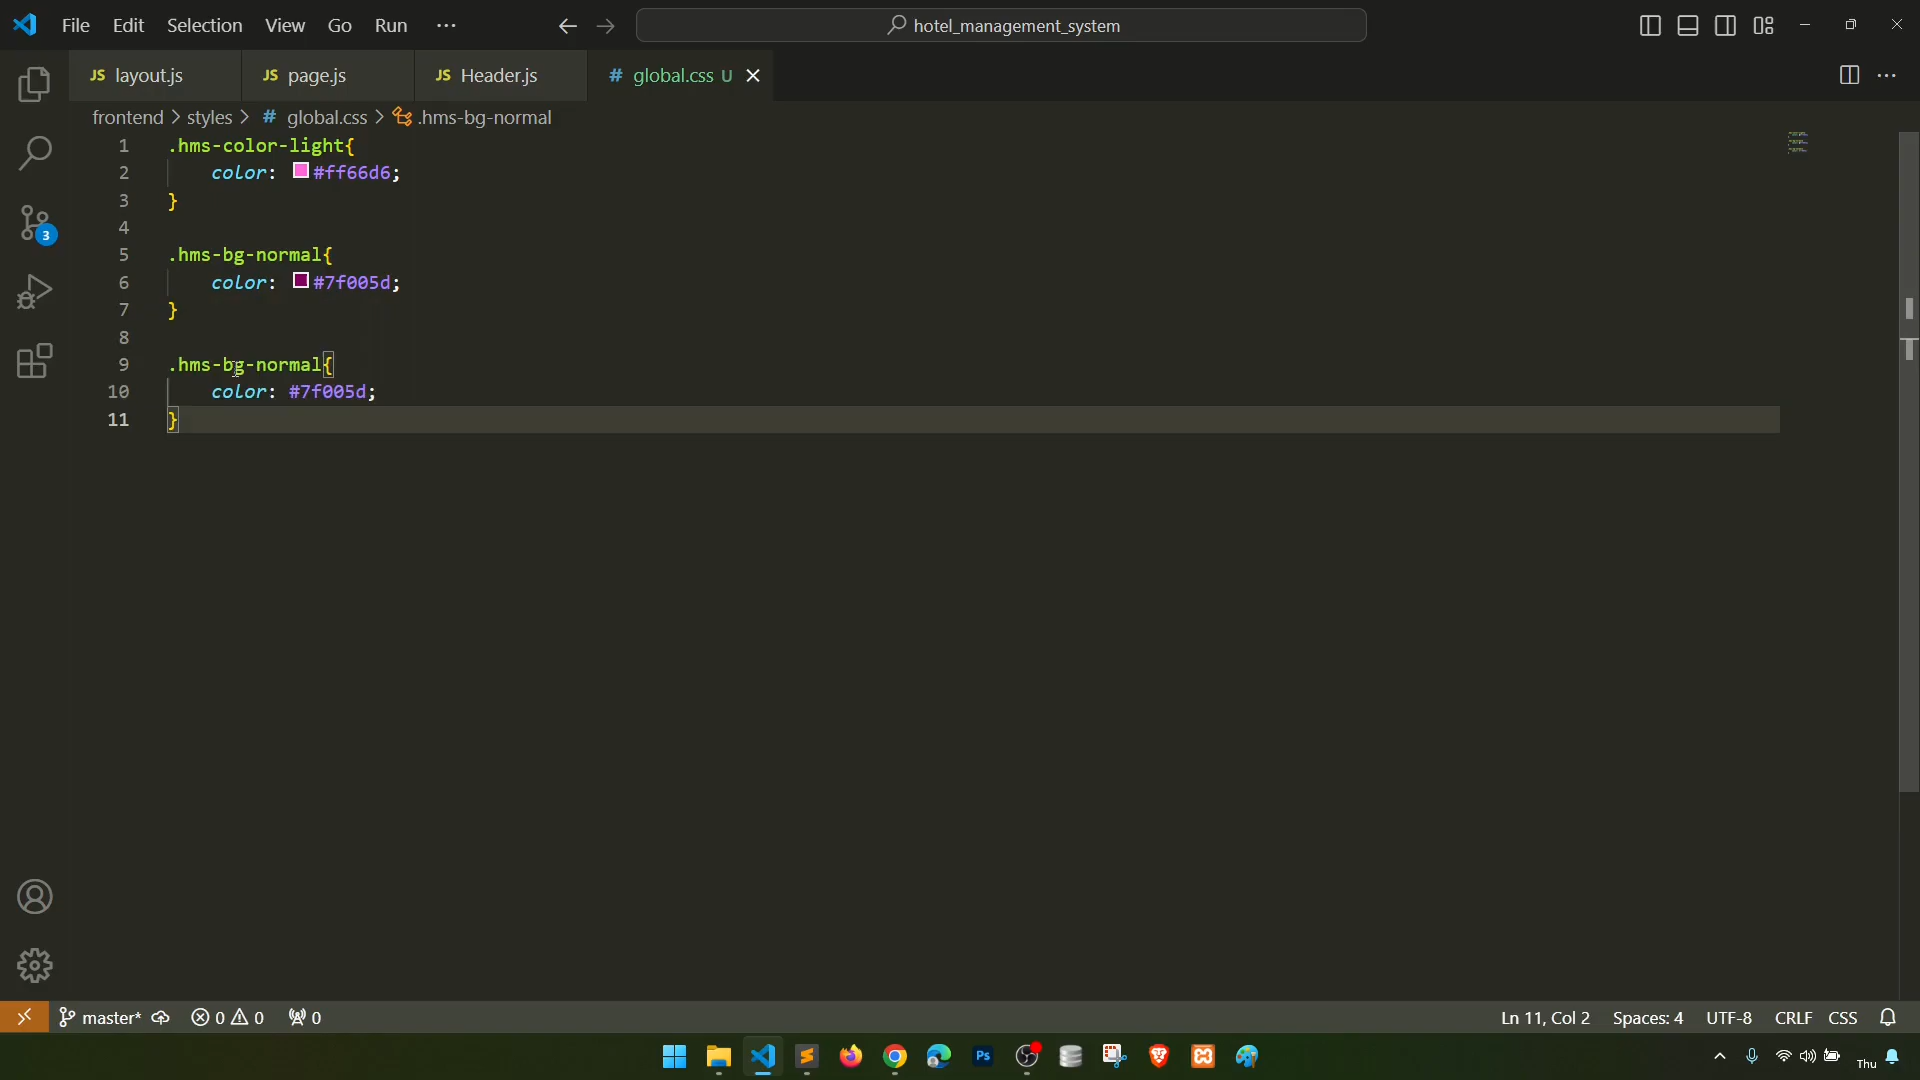 File Edit Selection View Go Run ··· hotel_management_system
JS layout.js JS page.js JS Header.js # global.css U
frontend > styles > # global.css > .hms-bg-normal
1 .hms-color-light{
2 color: #ff66d6;
3 }
4
5 .hms-bg-normal{
6 color: #7f005d;
7 }
8
9 .hms-bg-normal{
10 color: #7f005d;
11 }
3
master* 0 0 0 Ln 11, Col 2 Spaces: 4 UTF-8 CRLF CSS
Ps Thu